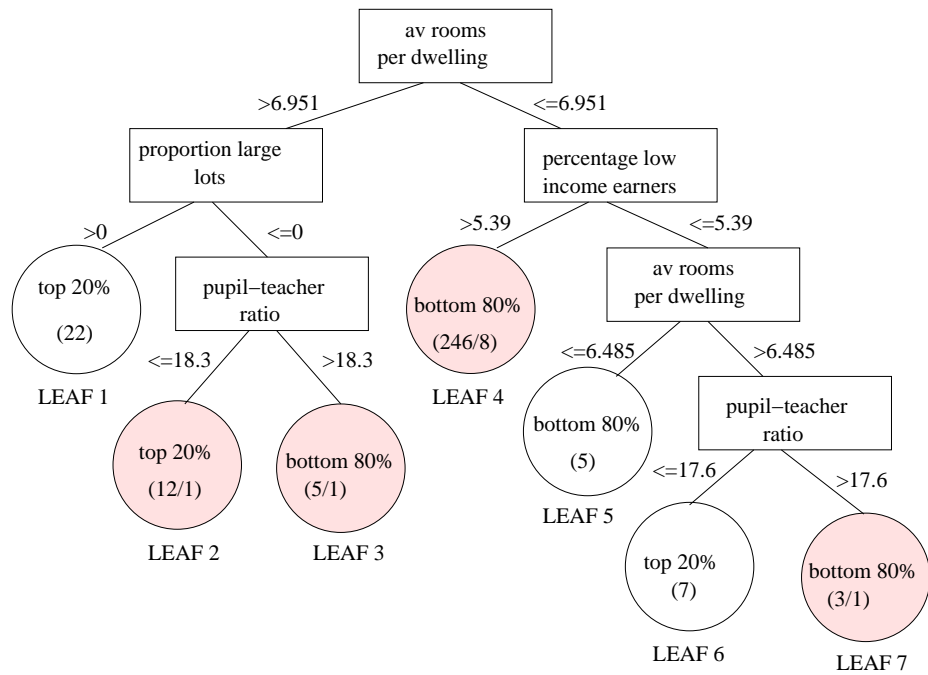 av rooms
per dwelling
>6.951
<=6.951
proportion large
lots
percentage low
income earners
>0
<=0
>5.39
<=5.39
top 20%
(22)
LEAF 1
pupil−teacher
ratio
bottom 80%
(246/8)
LEAF 4
av rooms
per dwelling
<=18.3
>18.3
<=6.485
>6.485
top 20%
(12/1)
LEAF 2
bottom 80%
(5/1)
LEAF 3
bottom 80%
(5)
LEAF 5
pupil−teacher
ratio
<=17.6
>17.6
top 20%
(7)
LEAF 6
bottom 80%
(3/1)
LEAF 7